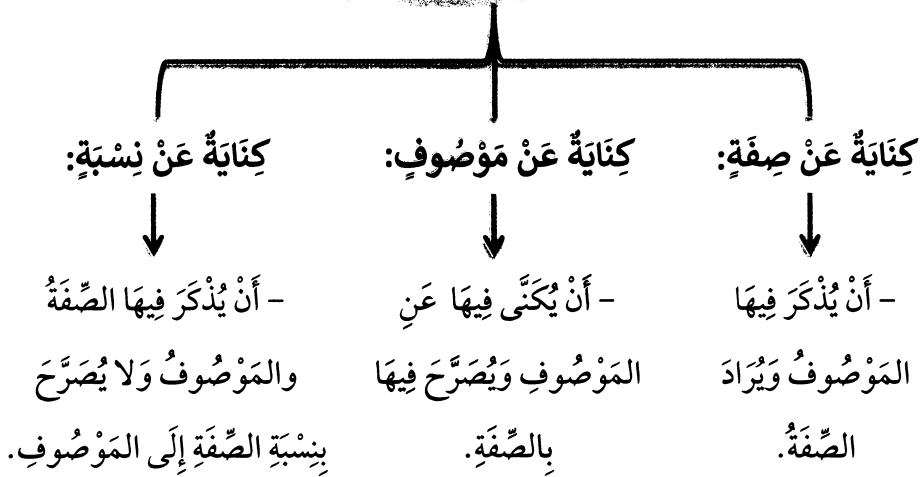 كِنَايَةٌ عَنْ صِفَةٍ:
– أَنْ يُذْكَرَ فِيهَا
المَوْصُوفُ وَيُرَادَ
الصِّفَةُ.
كِنَايَةٌ عَنْ مَوْصُوفٍ:
– أَنْ يُكَنَّى فِيهَا عَنِ
المَوْصُوفِ وَيُصَرَّحَ فِيهَا
بِالصِّفَةِ.
كِنَايَةٌ عَنْ نِسْبَةٍ:
– أَنْ يُذْكَرَ فِيهَا الصِّفَةُ
والمَوْصُوفُ وَلا يُصَرَّحَ
بِنِسْبَةِ الصِّفَةِ إِلَى المَوْصُوفِ.